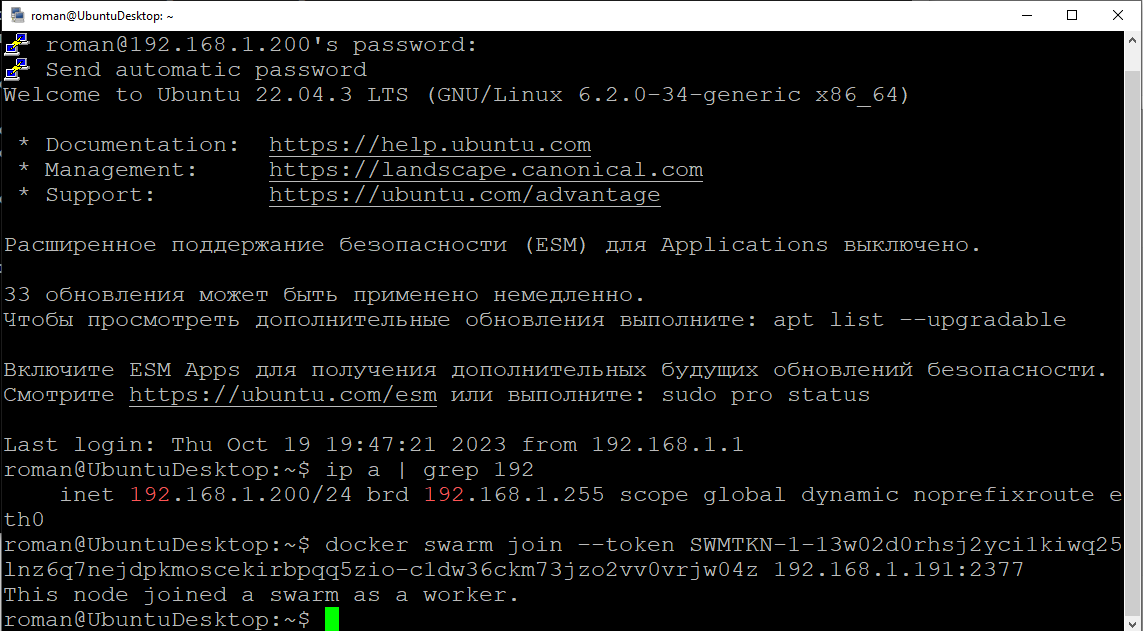 roman@UbuntuDesktop: ~
roman@192.168.1.200's password:
Send automatic password
Welcome to Ubuntu 22.04.3 LTS (GNU/Linux 6.2.0-34-generic x86_64)
* Documentation: https://help.ubuntu.com
* Management: https://landscape.canonical.com
* Support: https://ubuntu.com/advantage
Расширенное поддержание безопасности (ESM) для Applications выключено.
33 обновления может быть применено немедленно.
Чтобы просмотреть дополнительные обновления выполните: apt list --upgradable
Включите ESM Apps для получения дополнительных будущих обновлений безопасности.
Смотрите https://ubuntu.com/esm или выполните: sudo pro status
Last login: Thu Oct 19 19:47:21 2023 from 192.168.1.1
roman@UbuntuDesktop:~$ ip a | grep 192
inet 192.168.1.200/24 brd 192.168.1.255 scope global dynamic noprefixroute e
th0
roman@UbuntuDesktop:~$ docker swarm join --token SWMTKN-1-13w02d0rhsj2yci1kiwq25
lnz6q7nejdpkmoscekirbpqq5zio-c1dw36ckm73jzo2vv0vrjw04z 192.168.1.191:2377
This node joined a swarm as a worker.
roman@UbuntuDesktop:~$